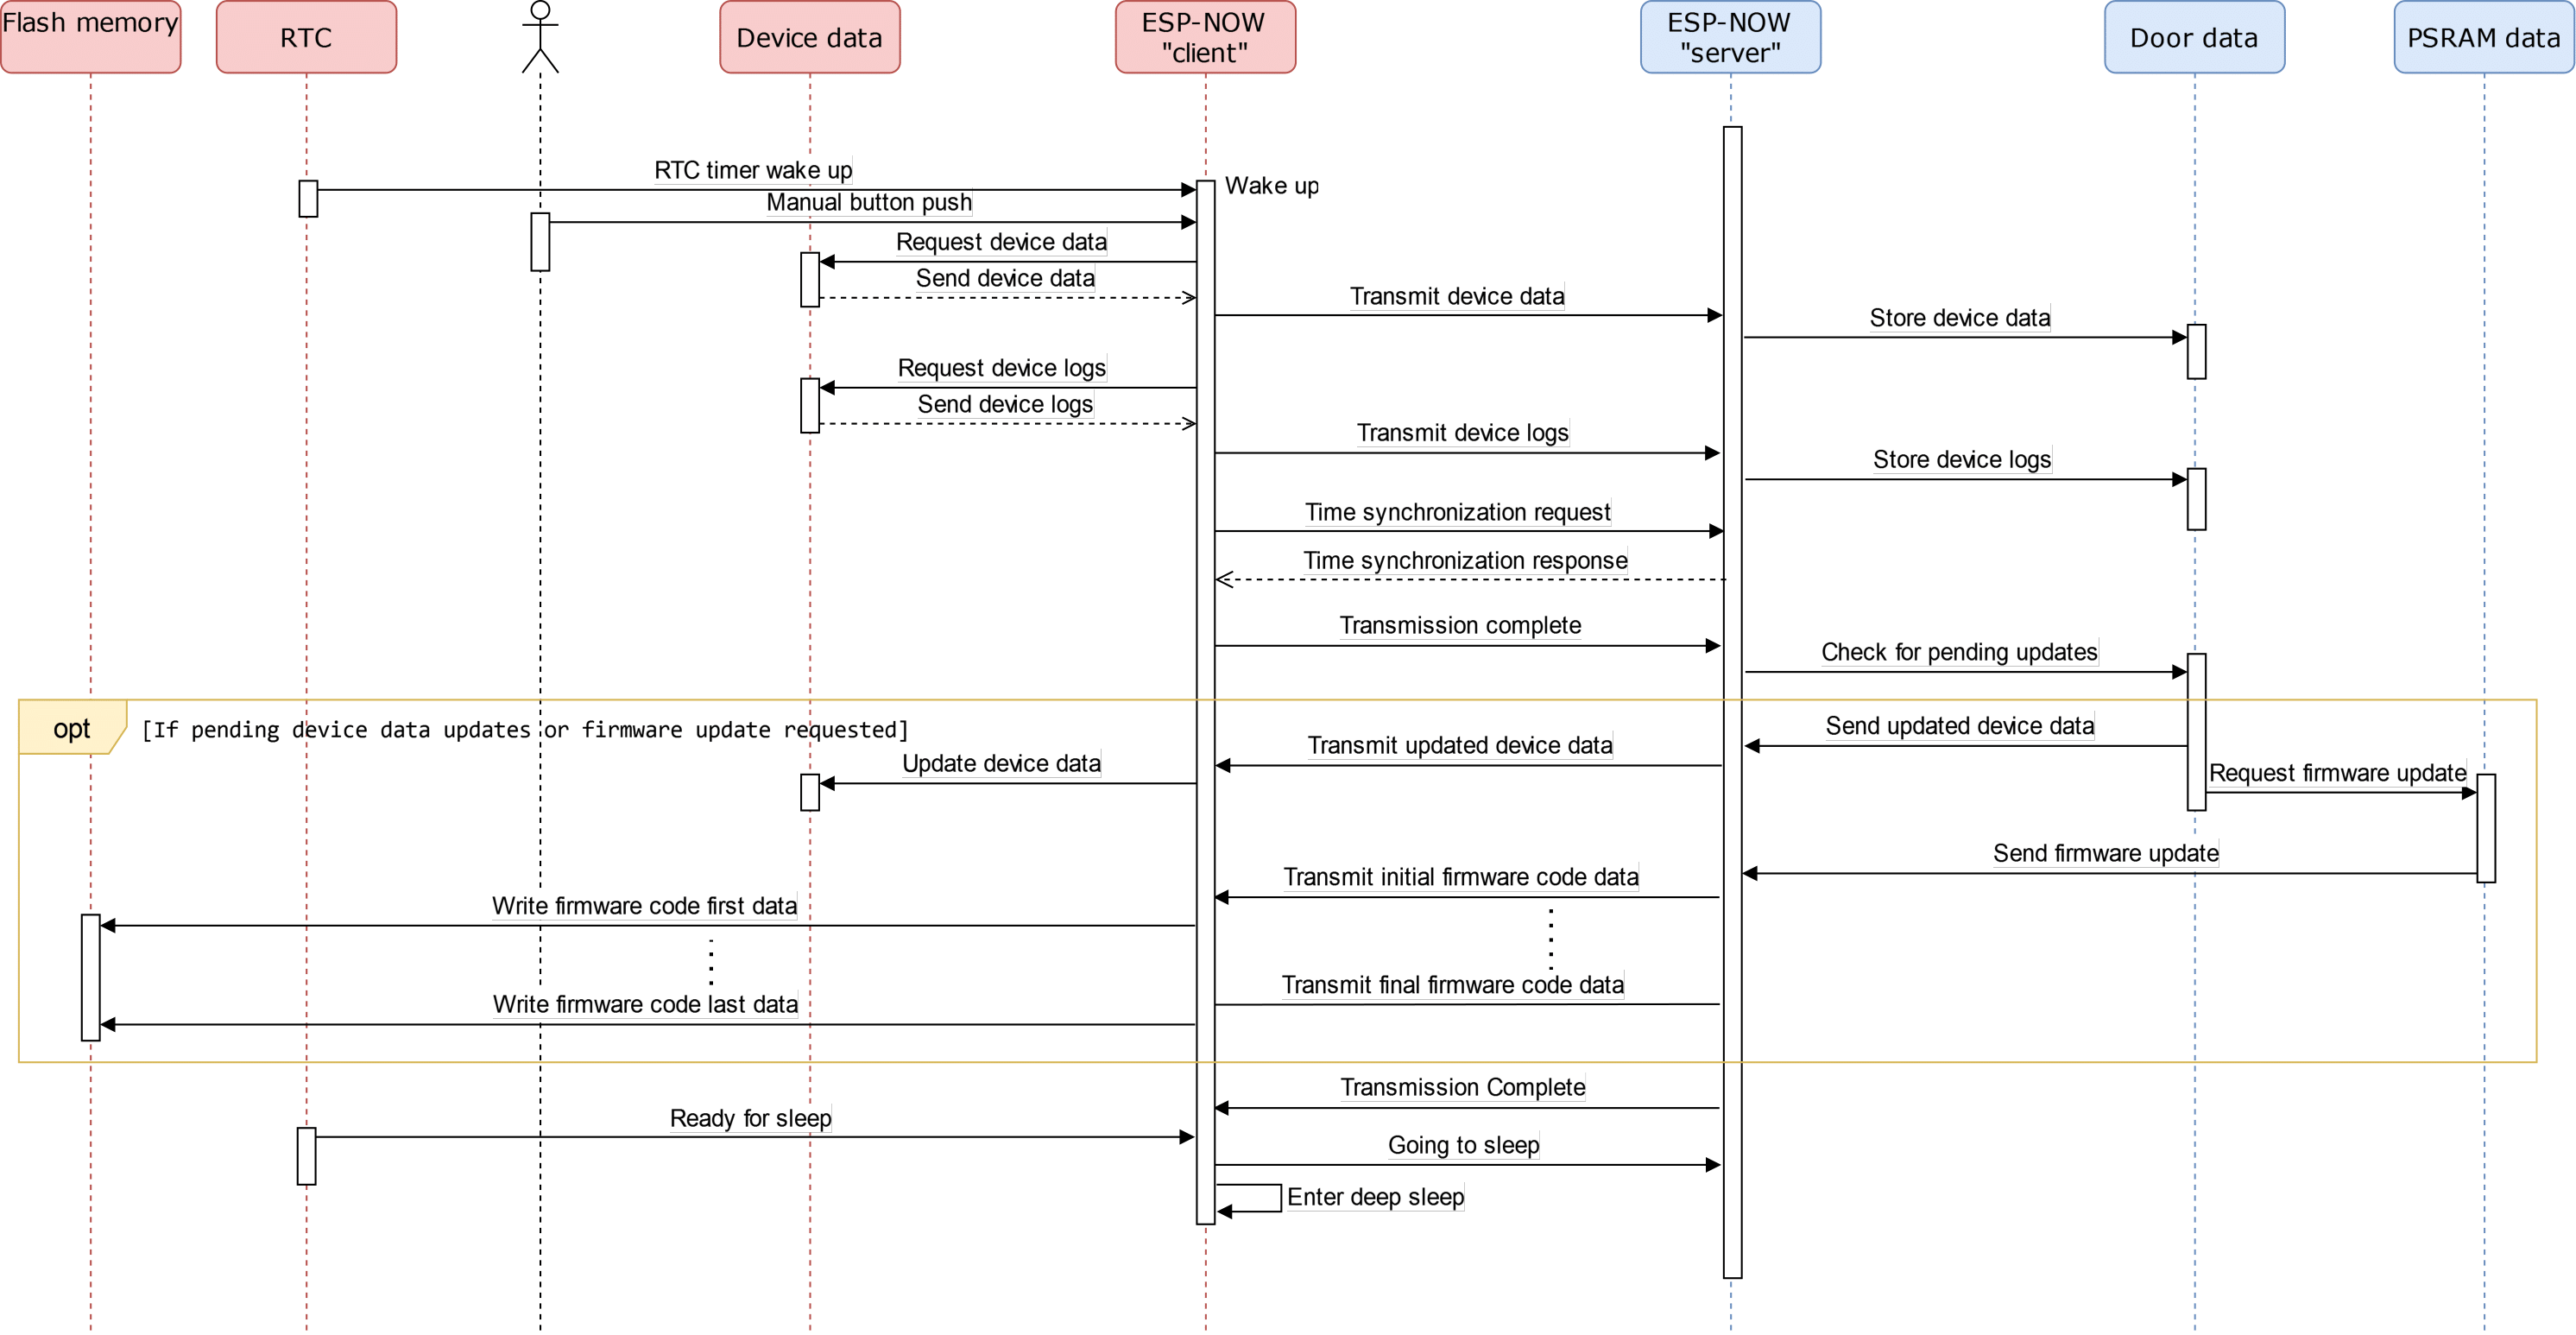 Flash memory
RTC
Device data
ESP-NOW
"client"
ESP-NOW
"server"
Door data
PSRAM data
RTC timer wake up
Wake up
Manual button push
Request device data
Send device data
Transmit device data
Store device data
Request device logs
Send device logs
Transmit device logs
Store device logs
Time synchronization request
Time synchronization response
Transmission complete
Check for pending updates
opt
[If pending device data updates or firmware update requested]
Send updated device data
Transmit updated device data
Update device data
Request firmware update
Send firmware update
Transmit initial firmware code data
Write firmware code first data
Transmit final firmware code data
Write firmware code last data
Transmission Complete
Ready for sleep
Going to sleep
Enter deep sleep